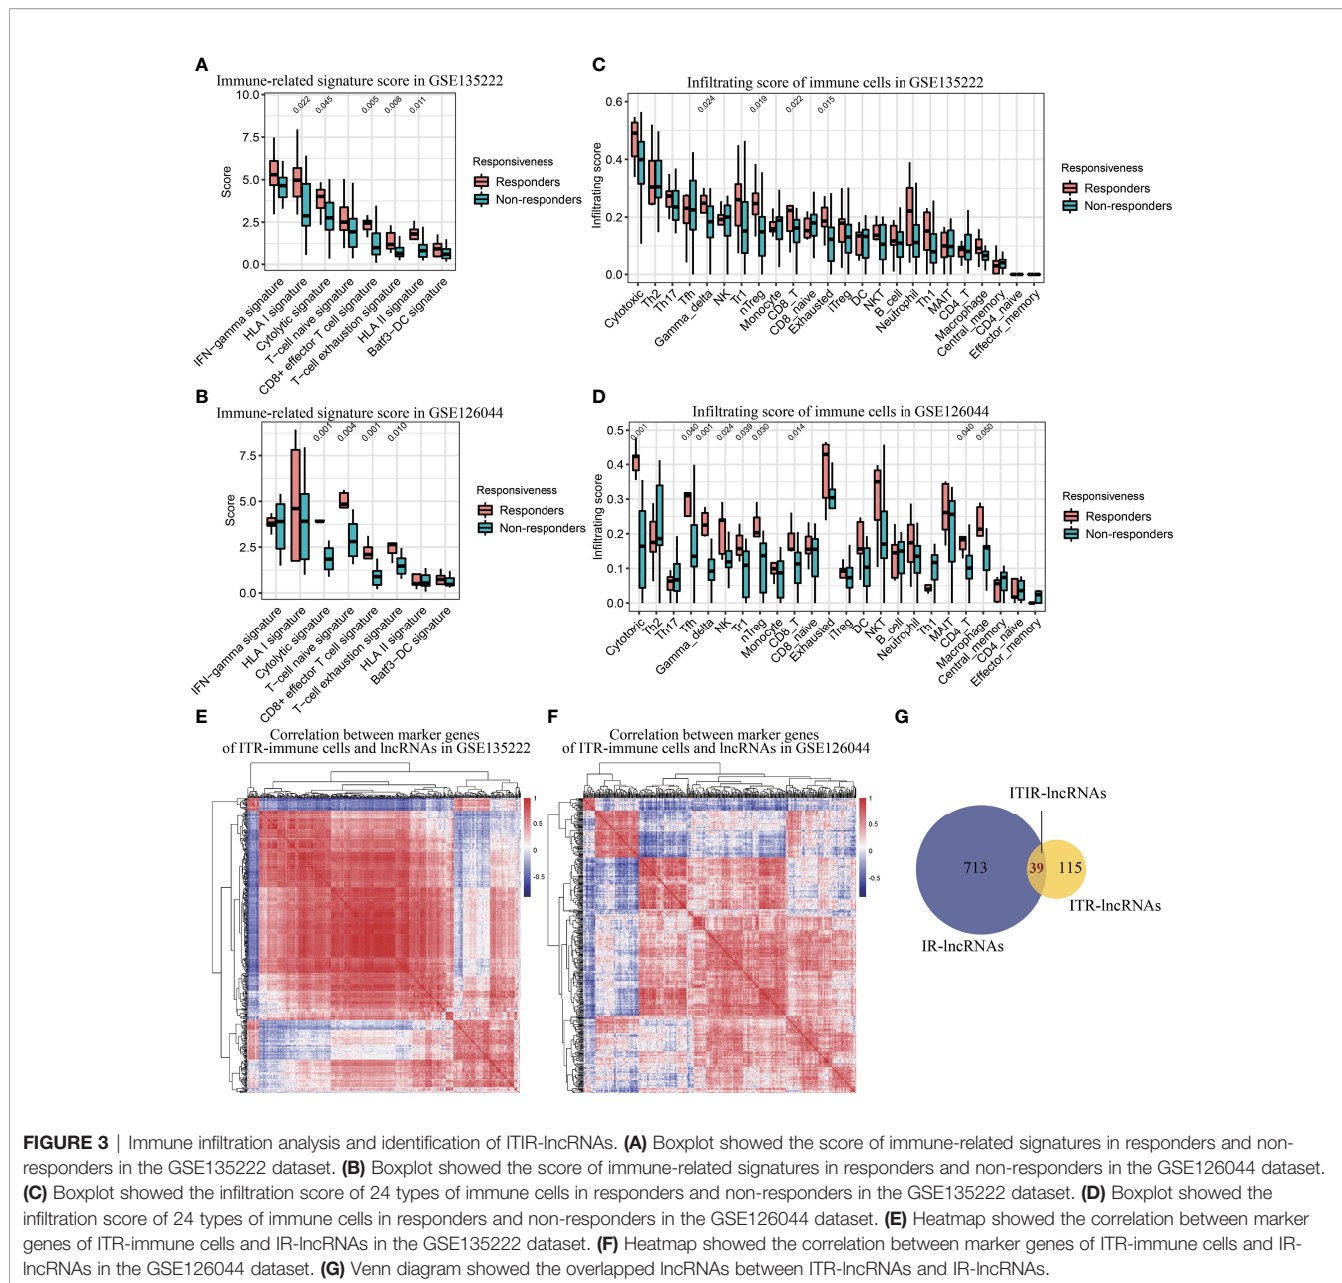 A
Immune-related signature score in GSE135222
10.0
7.5
5.0
2.5
0.0
Score
0.022
0.045
0.005
0.008
0.011
IFN−gamma signature
HLA I signature
Cytolytic signature
T−cell naive signature
CD8+ effector T cell signature
T−cell exhaustion signature
HLA II signature
Batf3−DC signature
Responsiveness
Responders
Non-responders
C
Infiltrating score of immune cells in GSE135222
0.6
0.4
0.2
0.0
Infiltrating score
0.024
0.019
0.022
0.015
Cytotoxic
Th2
Th17
Tfh
Gamma_delta
NK
Tr1
nTreg
Monocyte
CD8_T
CD8_naive
Exhausted
iTreg
DC
NKT
B_cell
Neutrophil
Th1
MAIT
CD4_T
Macrophage
Central_memory
CD4_naive
Effector_memory
Responsiveness
Responders
Non-responders
B
Immune-related signature score in GSE126044
7.5
5.0
2.5
0.0
Score
0.001
0.004
0.001
0.010
IFN−gamma signature
HLA I signature
Cytolytic signature
T−cell naive signature
CD8+ effector T cell signature
T−cell exhaustion signature
HLA II signature
Batf3−DC signature
Responsiveness
Responders
Non-responders
D
Infiltrating score of immune cells in GSE126044
0.5
0.4
0.3
0.2
0.1
0.0
Infiltrating score
0.001
0.040
0.001
0.024
0.039
0.030
0.014
0.040
0.050
Cytotoxic
Th2
Th17
Tfh
Gamma_delta
NK
Tr1
nTreg
Monocyte
CD8_T
CD8_naive
Exhausted
iTreg
DC
NKT
B_cell
Neutrophil
Th1
MAIT
CD4_T
Macrophage
Central_memory
CD4_naive
Effector_memory
Responsiveness
Responders
Non-responders
E
Correlation between marker genes
of ITR-immune cells and lncRNAs in GSE135222
1
0.5
0
-0.5
F
Correlation between marker genes
of ITR-immune cells and lncRNAs in GSE126044
1
0.5
0
-0.5
G
ITIR-lncRNAs
713
39
115
ITR-lncRNAs
IR-lncRNAs
FIGURE 3 | Immune infiltration analysis and identification of ITIR-lncRNAs. (A) Boxplot showed the score of immune-related signatures in responders and non-
responders in the GSE135222 dataset. (B) Boxplot showed the score of immune-related signatures in responders and non-responders in the GSE126044 dataset.
(C) Boxplot showed the infiltration score of 24 types of immune cells in responders and non-responders in the GSE135222 dataset. (D) Boxplot showed the
infiltration score of 24 types of immune cells in responders and non-responders in the GSE126044 dataset. (E) Heatmap showed the correlation between marker
genes of ITR-immune cells and IR-lncRNAs in the GSE135222 dataset. (F) Heatmap showed the correlation between marker genes of ITR-immune cells and IR-
lncRNAs in the GSE126044 dataset. (G) Venn diagram showed the overlapped lncRNAs between ITR-lncRNAs and IR-lncRNAs.